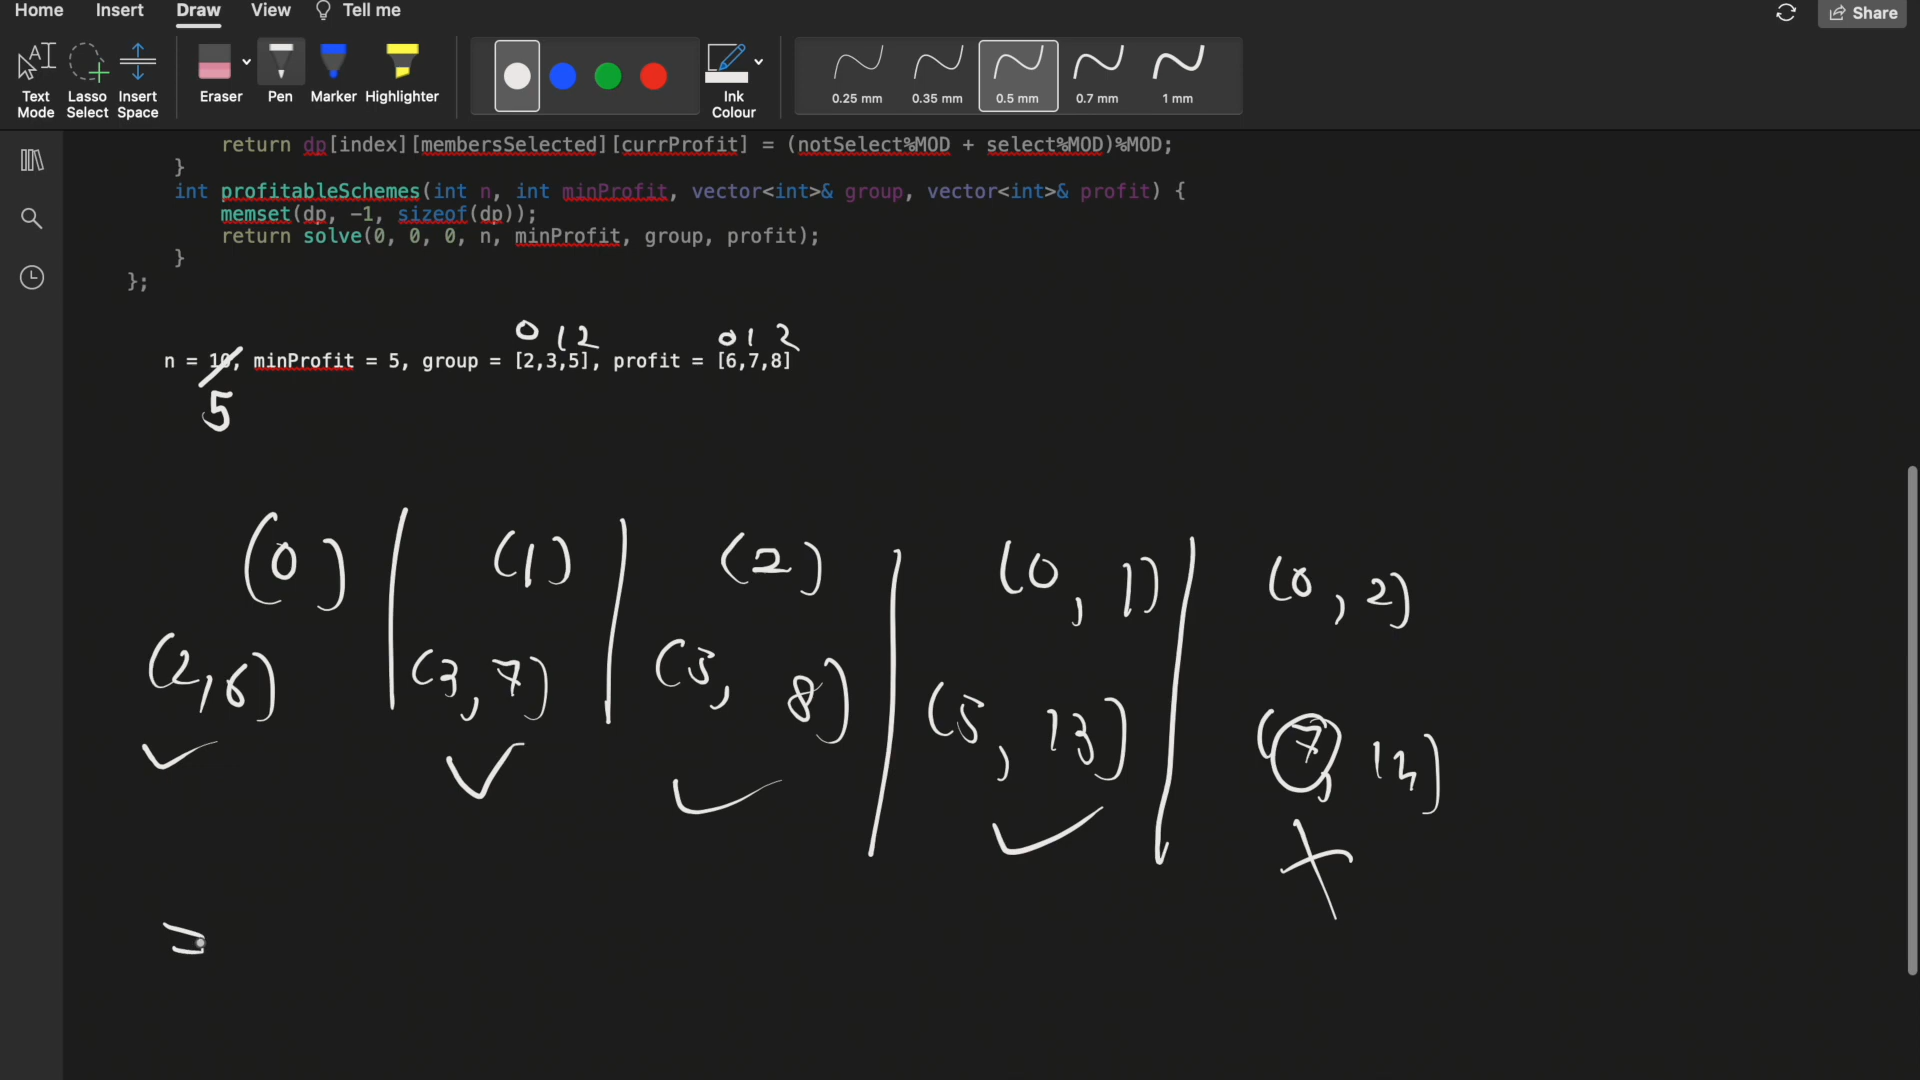 Home Insert Draw View Tell me Share
Text Mode Lasso Select Insert Space Eraser Pen Marker Highlighter Ink Colour 0.25 mm 0.35 mm 0.5 mm 0.7 mm 1 mm
return dp[index][membersSelected][currProfit] = (notSelect%MOD + select%MOD)%MOD;
}
int profitableSchemes(int n, int minProfit, vector<int>& group, vector<int>& profit) {
memset(dp, -1, sizeof(dp));
return solve(0, 0, 0, n, minProfit, group, profit);
}
};
0 1 2 0 1 2
n = 10, minProfit = 5, group = [2,3,5], profit = [6,7,8]
5
(0) (1) (2) (0, 1) (0, 2)
(2,6) (3,7) (5, 8) (5, 13) (7,
=